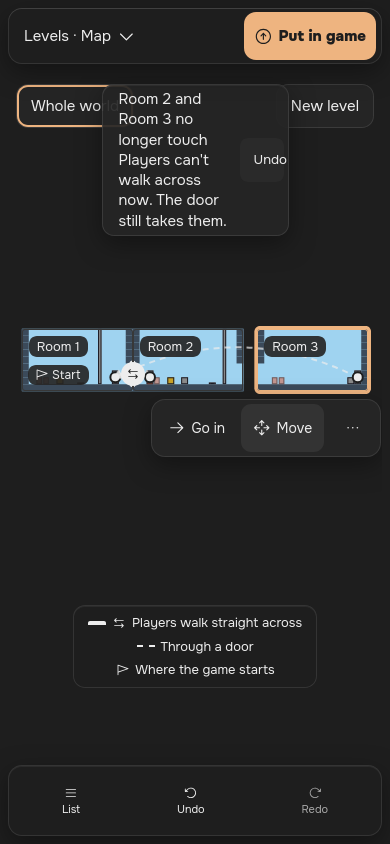 Levels · Map
Put in game
Whole world
New level
Room 2 and
Room 3 no
longer touch
Players can't
walk across
now. The door
still takes them.
Undo
Room 1
Room 2
Room 3
Start
Go in
Move
Players walk straight across
Through a door
Where the game starts
List
Undo
Redo